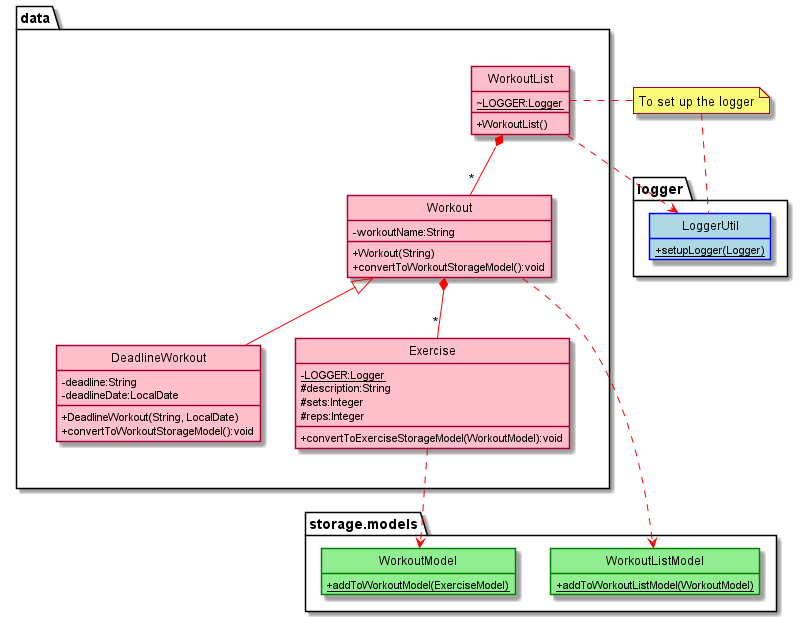 data
WorkoutList
~LOGGER:Logger
+WorkoutList()
To set up the logger
*
logger
LoggerUtil
+setupLogger(Logger)
Workout
-workoutName:String
+Workout(String)
+convertToWorkoutStorageModel():void
*
DeadlineWorkout
-deadline:String
-deadlineDate:LocalDate
+DeadlineWorkout(String, LocalDate)
+convertToWorkoutStorageModel():void
Exercise
-LOGGER:Logger
#description:String
#sets:Integer
#reps:Integer
+convertToExerciseStorageModel(WorkoutModel):void
storage.models
WorkoutModel
+addToWorkoutModel(ExerciseModel)
WorkoutListModel
+addToWorkoutListModel(WorkoutModel)